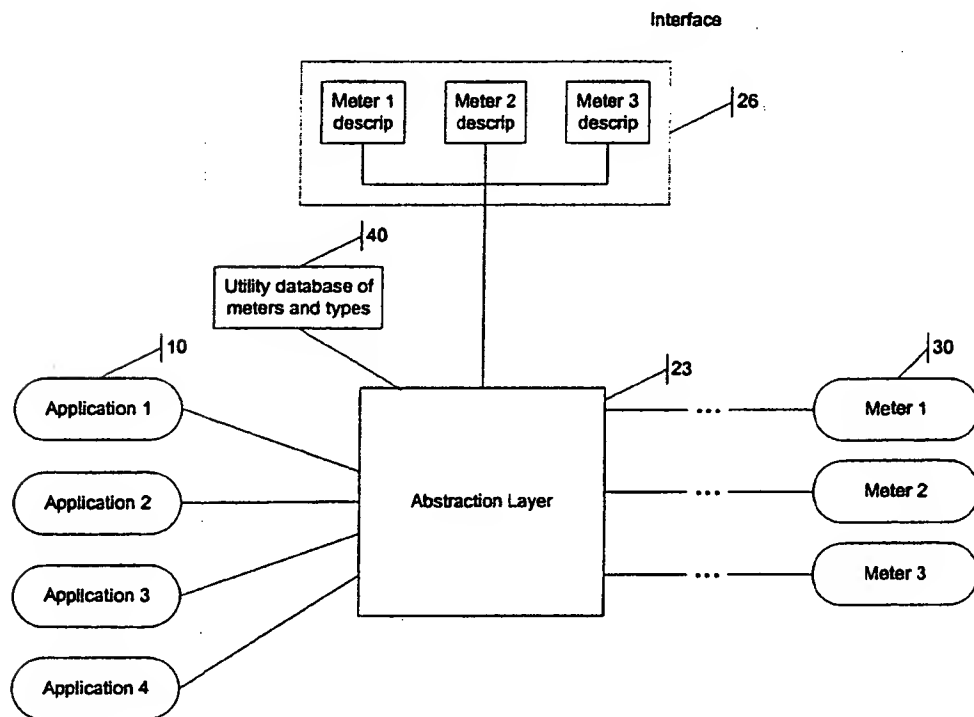 Interface
Meter 1
descrip
Meter 2
descrip
Meter 3
descrip
26
40
Utility database of
meters and types
10
23
30
Application 1
Meter 1
Application 2
Abstraction Layer
Meter 2
Application 3
Meter 3
Application 4
...
...
...